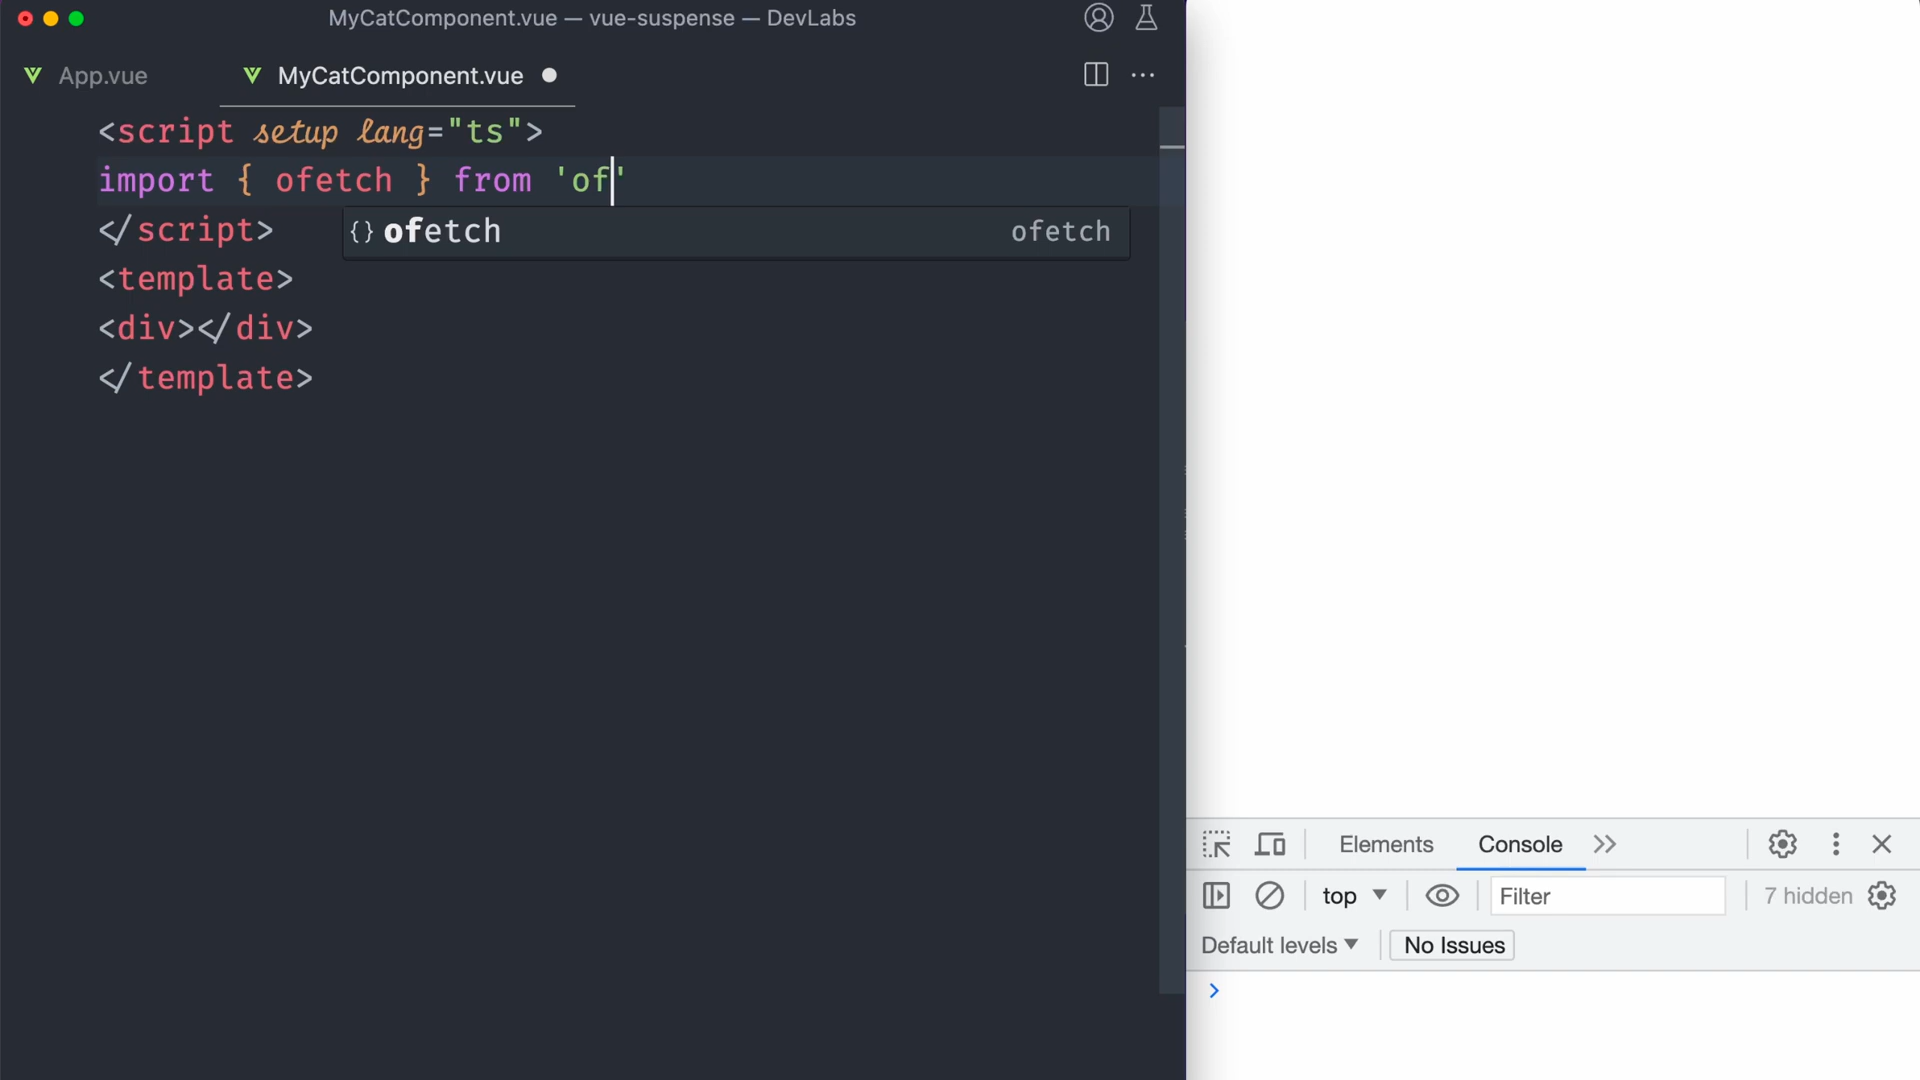 MyCatComponent.vue — vue-suspense — DevLabs
App.vue
MyCatComponent.vue
<script setup lang="ts">
import { ofetch } from 'of'
</script>
{} ofetch ofetch
<template>
<div></div>
</template>
Elements
Console
top
Filter
7 hidden
Default levels
No Issues